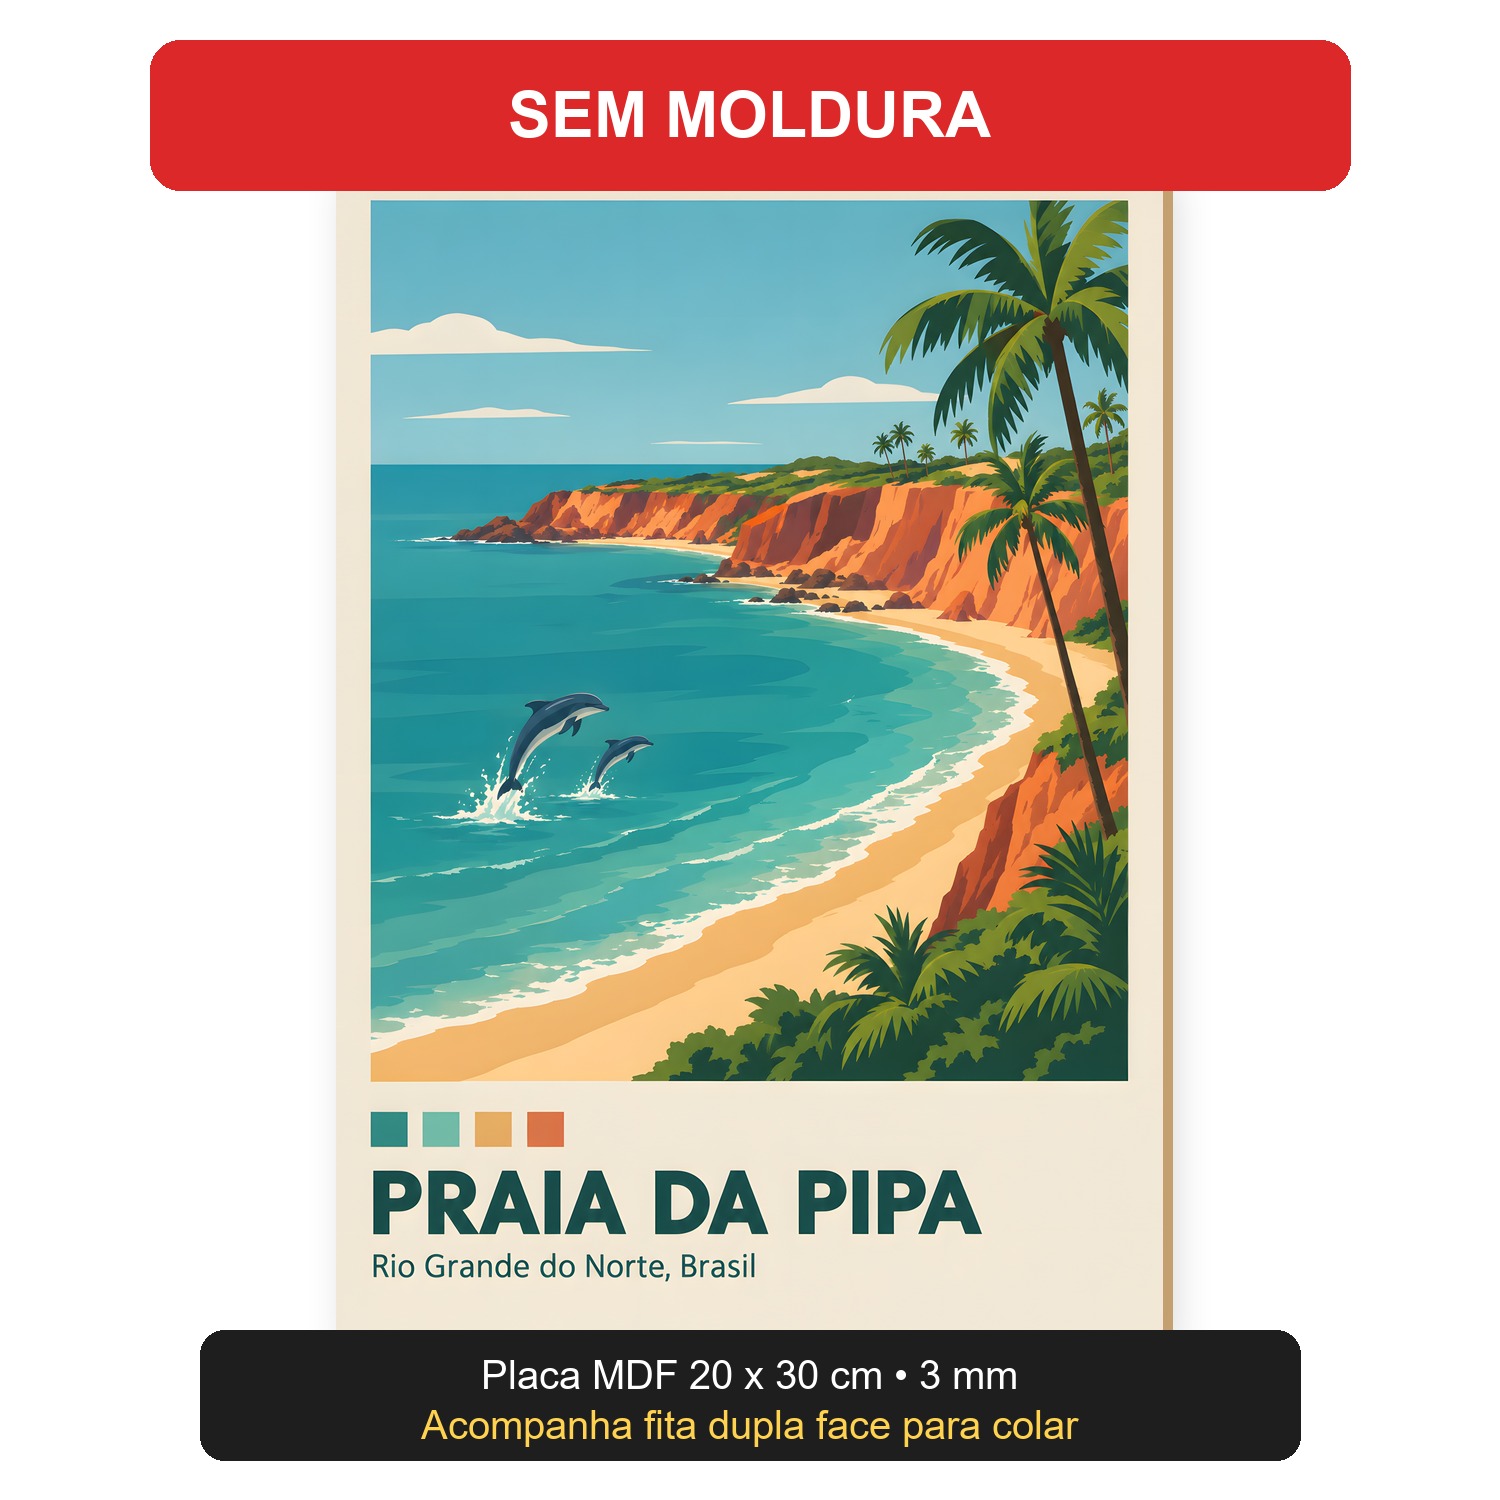 SEM MOLDURA
PRAIA DA PIPA
Rio Grande do Norte, Brasil
Placa MDF 20 x 30 cm • 3 mm
Acompanha fita dupla face para colar